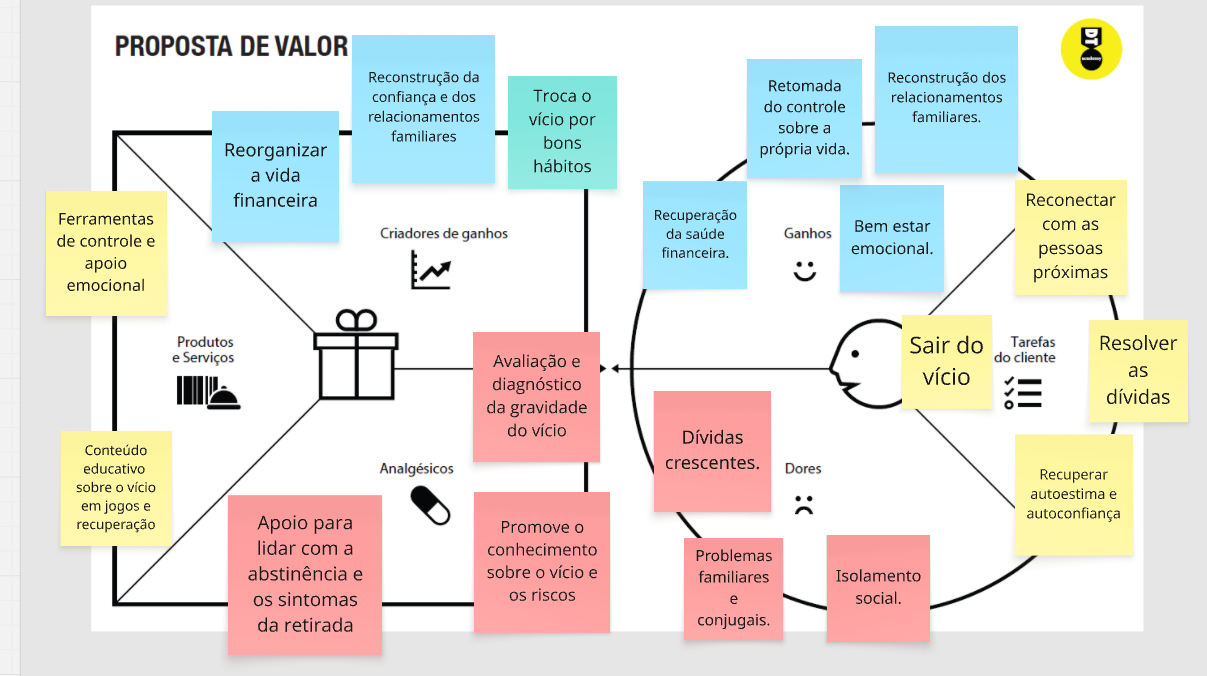 PROPOSTA DE VALOR
Reconstrução da
confiança e dos
relacionamentos
familiares
Troca o
vício por
bons
hábitos
Reorganizar
a vida
financeira
Ferramentas
de controle e
apoio
emocional
Criadores de ganhos
Produtos
e Serviços
Avaliação e
diagnóstico
da gravidade
do vício
Conteúdo
educativo
sobre o vício
em jogos e
recuperação
Analgésicos
Apoio para
lidar com a
abstinência e
os sintomas
da retirada
Promove o
conhecimento
sobre o vício e
os riscos
Retomada
do controle
sobre a
própria vida.
Reconstrução dos
relacionamentos
familiares.
DT
academy
Recuperação
da saúde
financeira.
Ganhos
Bem estar
emocional.
Reconectar
com as
pessoas
próximas
Sair do
vício
Tarefas
do cliente
Resolver
as
dívidas
Dívidas
crescentes.
Dores
Recuperar
autoestima e
autoconfiança
Problemas
familiares
e
conjugais.
Isolamento
social.